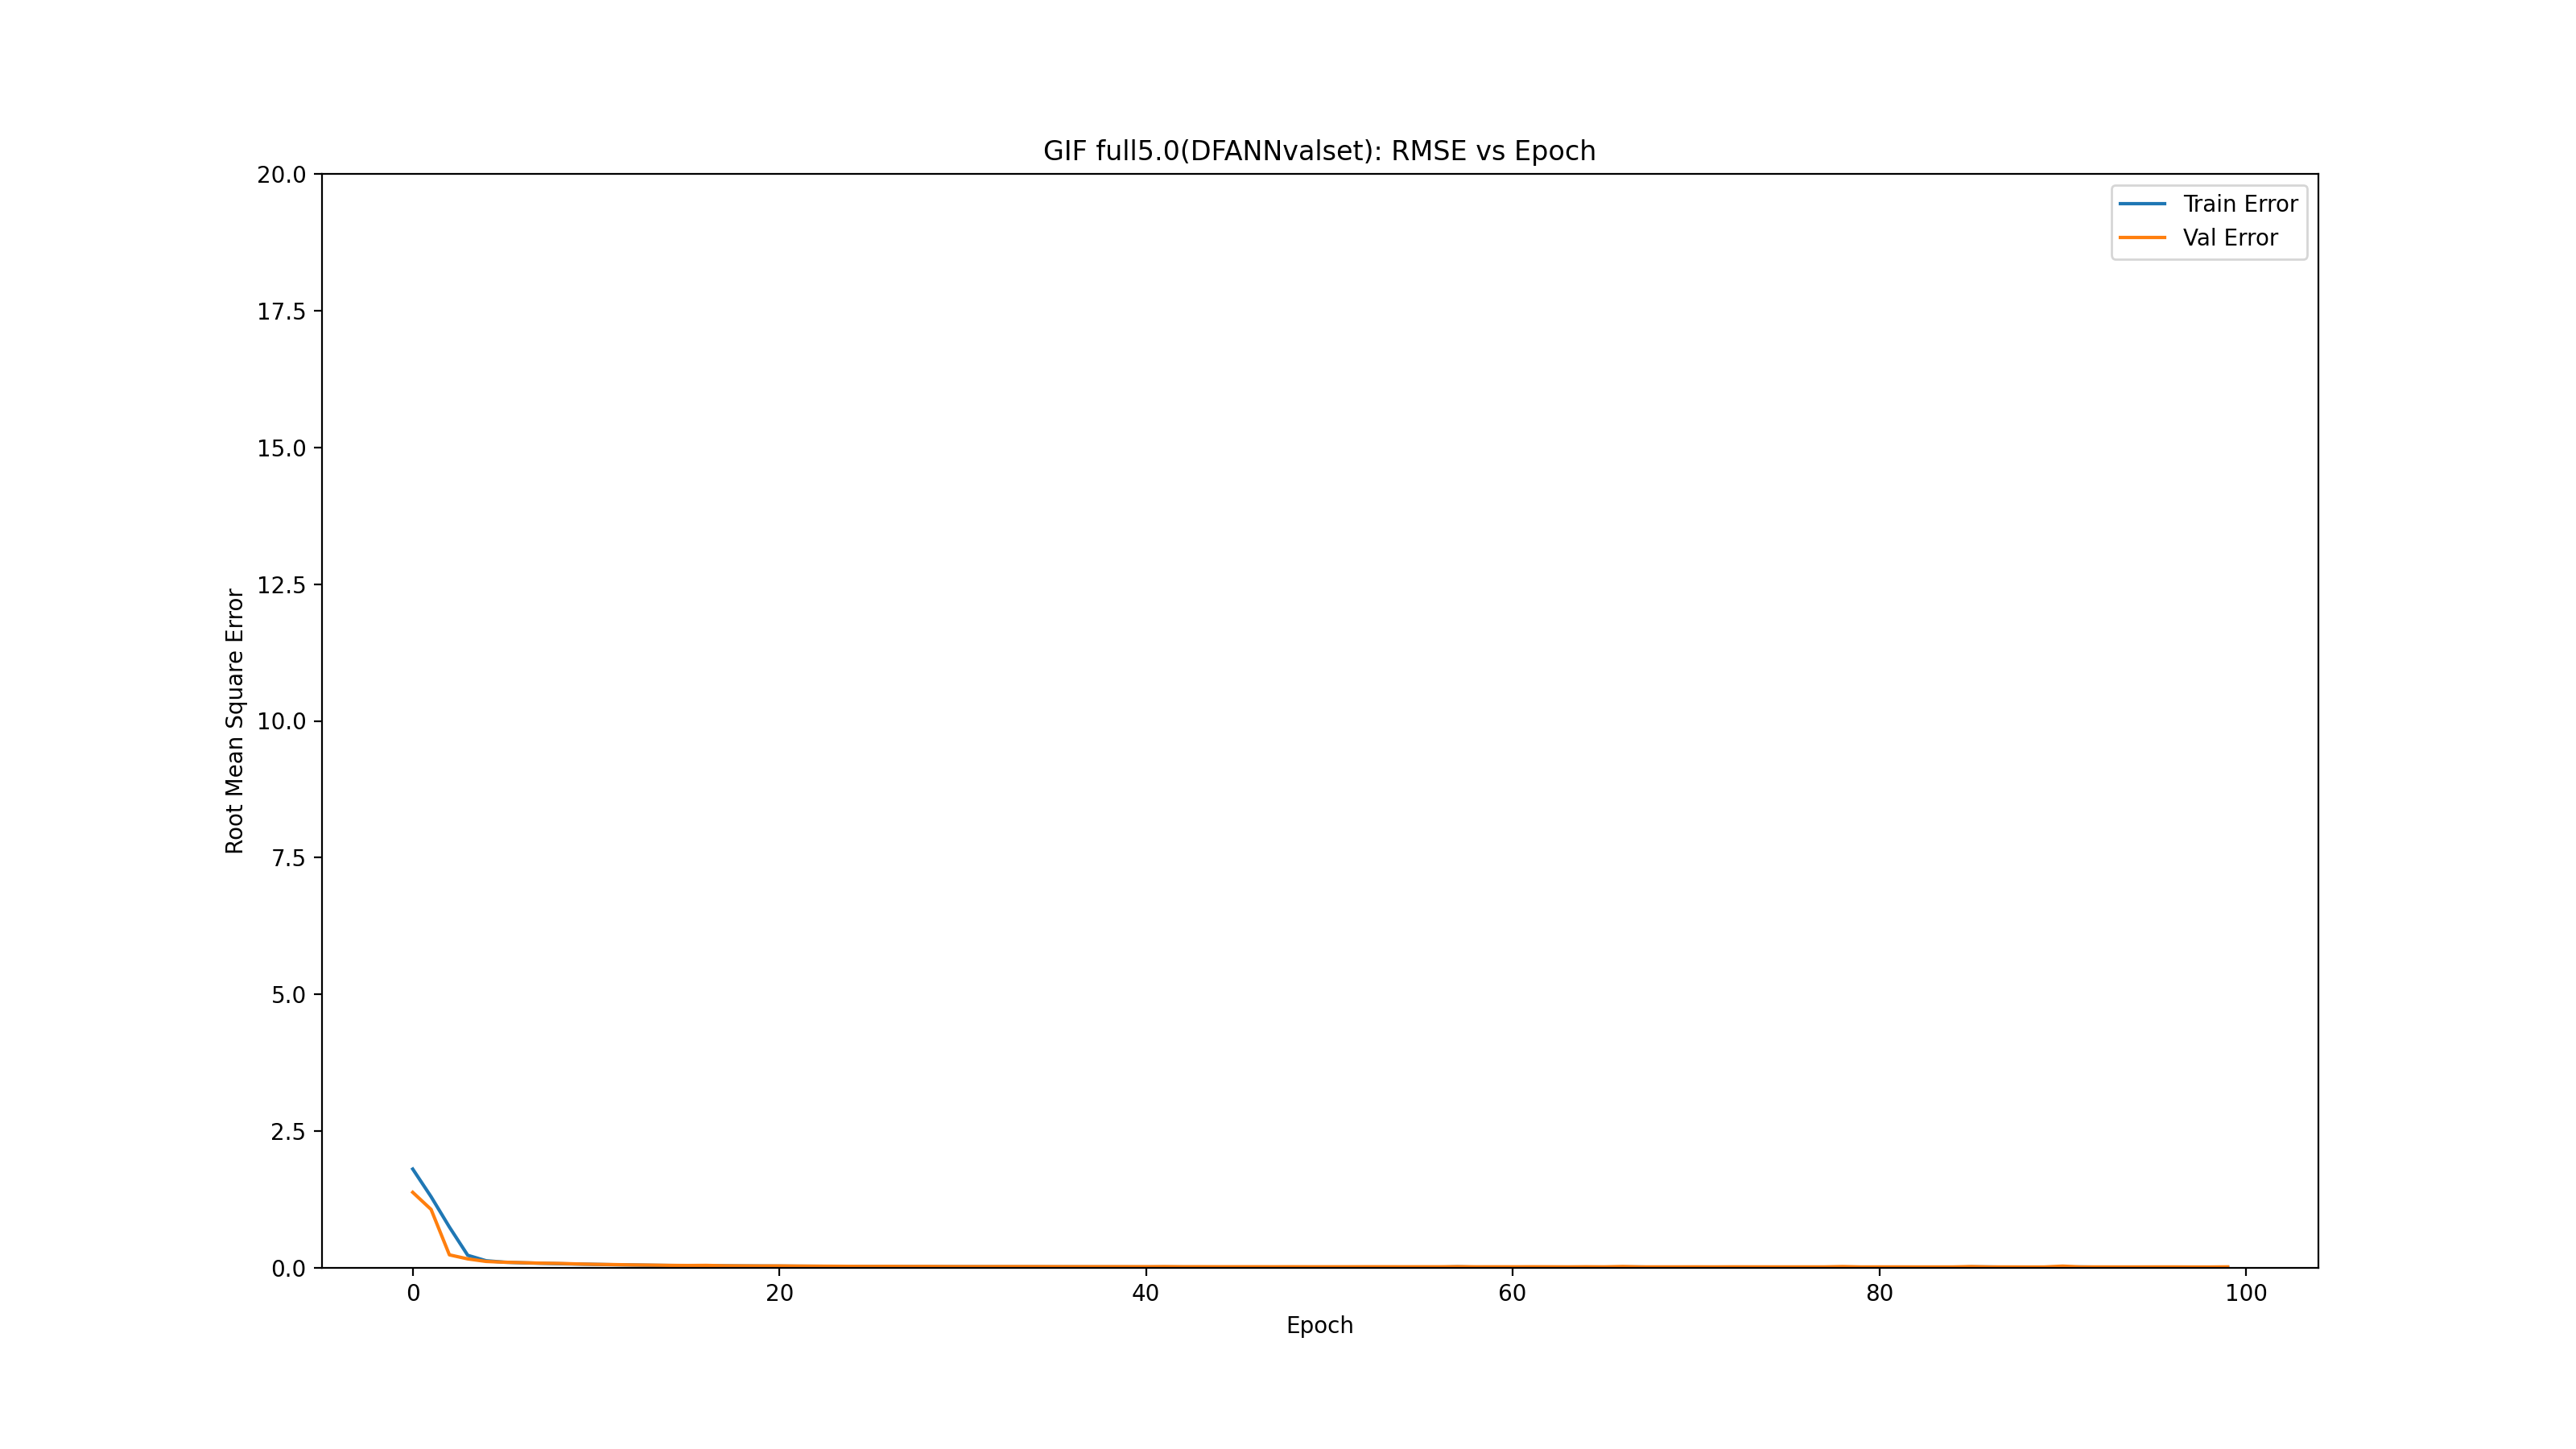 GIF full5.0(DFANNvalset): RMSE vs Epoch
Train Error
Val Error
Root Mean Square Error
20.0
17.5
15.0
12.5
10.0
7.5
5.0
2.5
0.0
0 20 40 60 80 100
Epoch